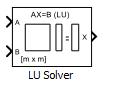 AX=B (LU)
A
X
B
[m x m]
LU Solver